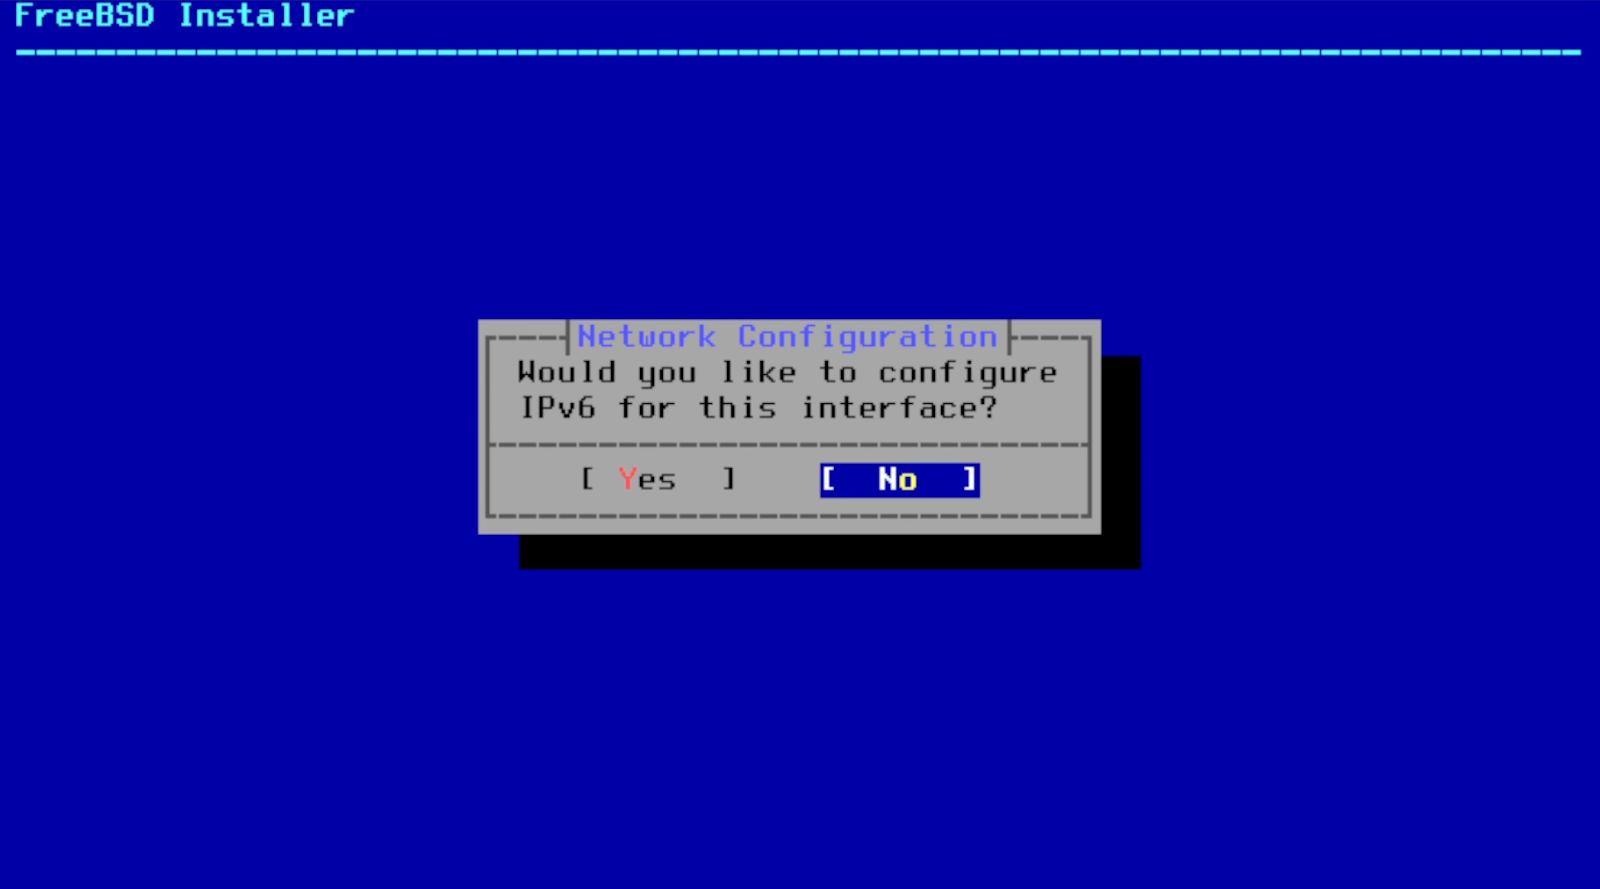 FreeBSD Installer
Network Configuration
Would you like to configure
IPv6 for this interface?
[ Yes ] [ No ]